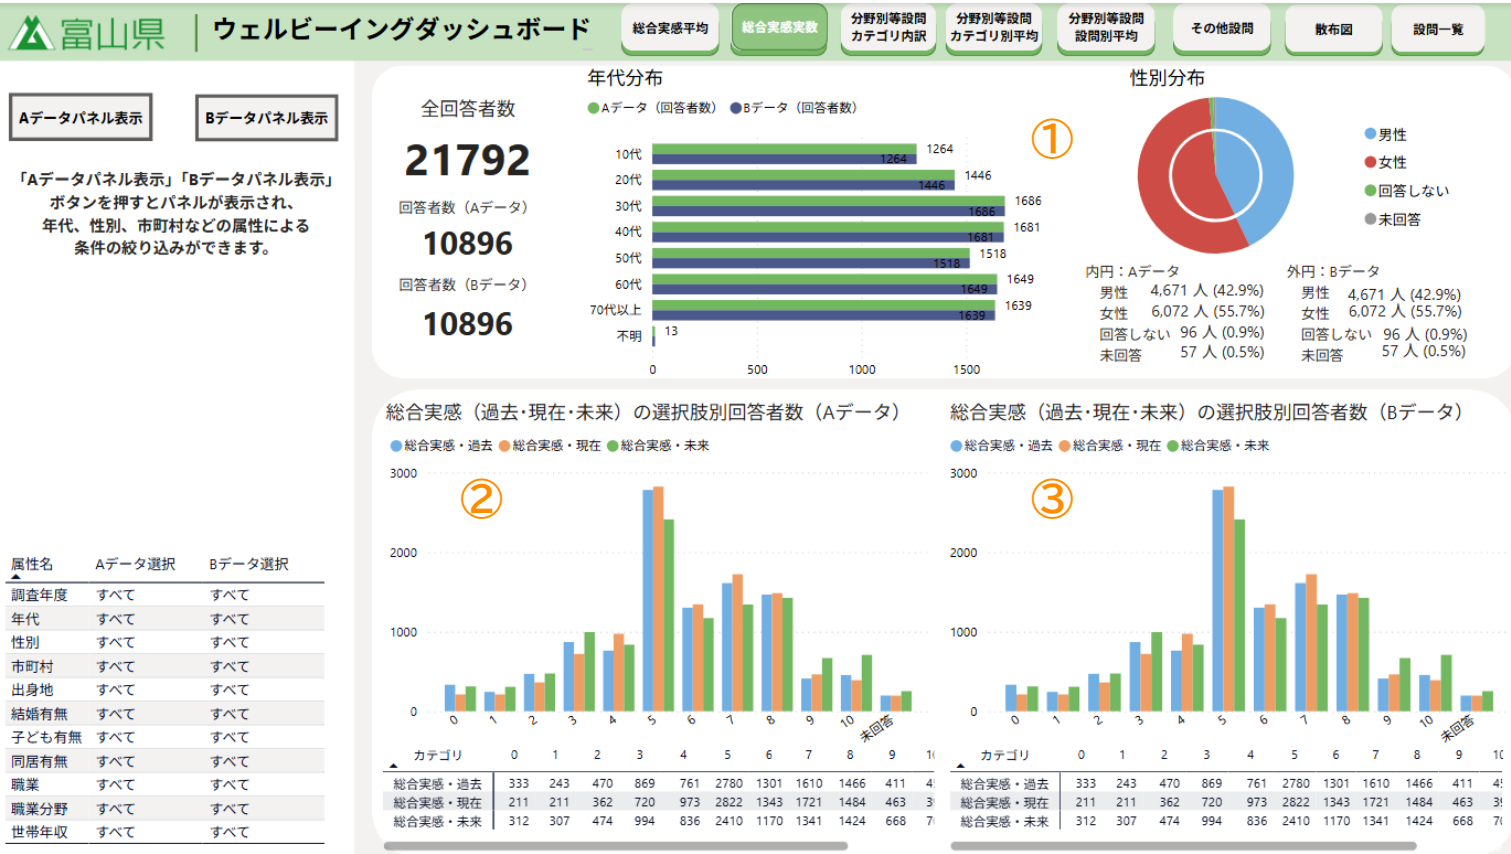 富山県 ウェルビーイングダッシュボード
総合実感平均
総合実感実数
分野別等設問
カテゴリ内訳
分野別等設問
カテゴリ別平均
分野別等設問
設問別平均
その他設問
散布図
設問一覧
Aデータパネル表示
Bデータパネル表示
「Aデータパネル表示」「Bデータパネル表示」
ボタンを押すとパネルが表示され、
年代、性別、市町村などの属性による
条件の絞り込みができます。
属性名 Aデータ選択 Bデータ選択
調査年度 すべて すべて
年代 すべて すべて
性別 すべて すべて
市町村 すべて すべて
出身地 すべて すべて
結婚有無 すべて すべて
子ども有無 すべて すべて
同居有無 すべて すべて
職業 すべて すべて
職業分野 すべて すべて
世帯年収 すべて すべて
全回答者数
21792
回答者数（Aデータ）
10896
回答者数（Bデータ）
10896
年代分布
Aデータ（回答者数） Bデータ（回答者数）
10代 1264 1264
20代 1446 1446
30代 1686 1686
40代 1681 1681
50代 1518 1518
60代 1649 1649
70代以上 1639 1639
不明 13
0 500 1000 1500
①
性別分布
男性
女性
回答しない
未回答
内円：Aデータ
男性 4,671 人 (42.9%)
女性 6,072 人 (55.7%)
回答しない 96 人 (0.9%)
未回答 57 人 (0.5%)
外円：Bデータ
男性 4,671 人 (42.9%)
女性 6,072 人 (55.7%)
回答しない 96 人 (0.9%)
未回答 57 人 (0.5%)
総合実感（過去･現在･未来）の選択肢別回答者数（Aデータ）
総合実感・過去 総合実感・現在 総合実感・未来
②
3000
2000
1000
0
0 1 2 3 4 5 6 7 8 9 10 未回答
カテゴリ 0 1 2 3 4 5 6 7 8 9
総合実感・過去 333 243 470 869 761 2780 1301 1610 1466 411
総合実感・現在 211 211 362 720 973 2822 1343 1721 1484 463
総合実感・未来 312 307 474 994 836 2410 1170 1341 1424 668
総合実感（過去･現在･未来）の選択肢別回答者数（Bデータ）
総合実感・過去 総合実感・現在 総合実感・未来
③
3000
2000
1000
0
0 1 2 3 4 5 6 7 8 9 10 未回答
カテゴリ 0 1 2 3 4 5 6 7 8 9 10
総合実感・過去 333 243 470 869 761 2780 1301 1610 1466 411
総合実感・現在 211 211 362 720 973 2822 1343 1721 1484 463
総合実感・未来 312 307 474 994 836 2410 1170 1341 1424 668